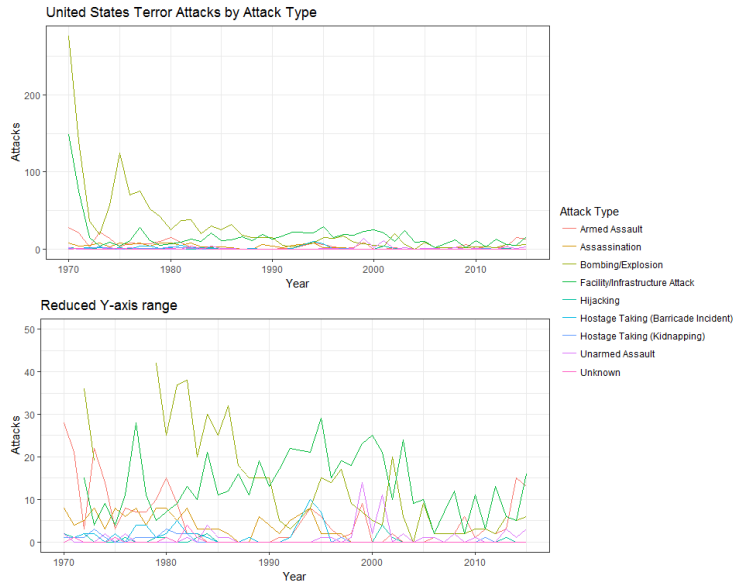 United States Terror Attacks by Attack Type
200
100
0
Attacks
1970
1980
1990
2000
2010
Year
Reduced Y-axis range
50
40
30
20
10
0
Attacks
1970
1980
1990
2000
2010
Year
Attack Type
Armed Assault
Assassination
Bombing/Explosion
Facility/Infrastructure Attack
Hijacking
Hostage Taking (Barricade Incident)
Hostage Taking (Kidnapping)
Unarmed Assault
Unknown